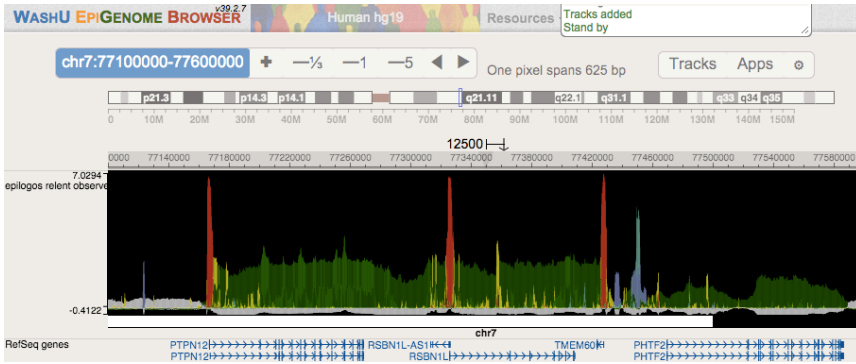 WASHU EPIGENOME BROWSER v39.2.7
Human hg19
Resources
Tracks added
Stand by
chr7:77100000-77600000 + —⅓ —1 —5 One pixel spans 625 bp Tracks Apps
p21.3 p14.3 p14.1 q21.11 q22.1 q31.1 q33 q34 q35
0 10M 20M 30M 40M 50M 60M 70M 80M 90M 100M 110M 120M 130M 140M 150M
12500
0000 77140000 77180000 77220000 77260000 77300000 77340000 77380000 77420000 77460000 77500000 77540000 77580000
7.0294
epilogos relent observe
-0.4122
chr7
RefSeq genes PTPN12 RSBN1L-AS1 TMEM60 PHTF2
PTPN12 RSBN1L PHTF2